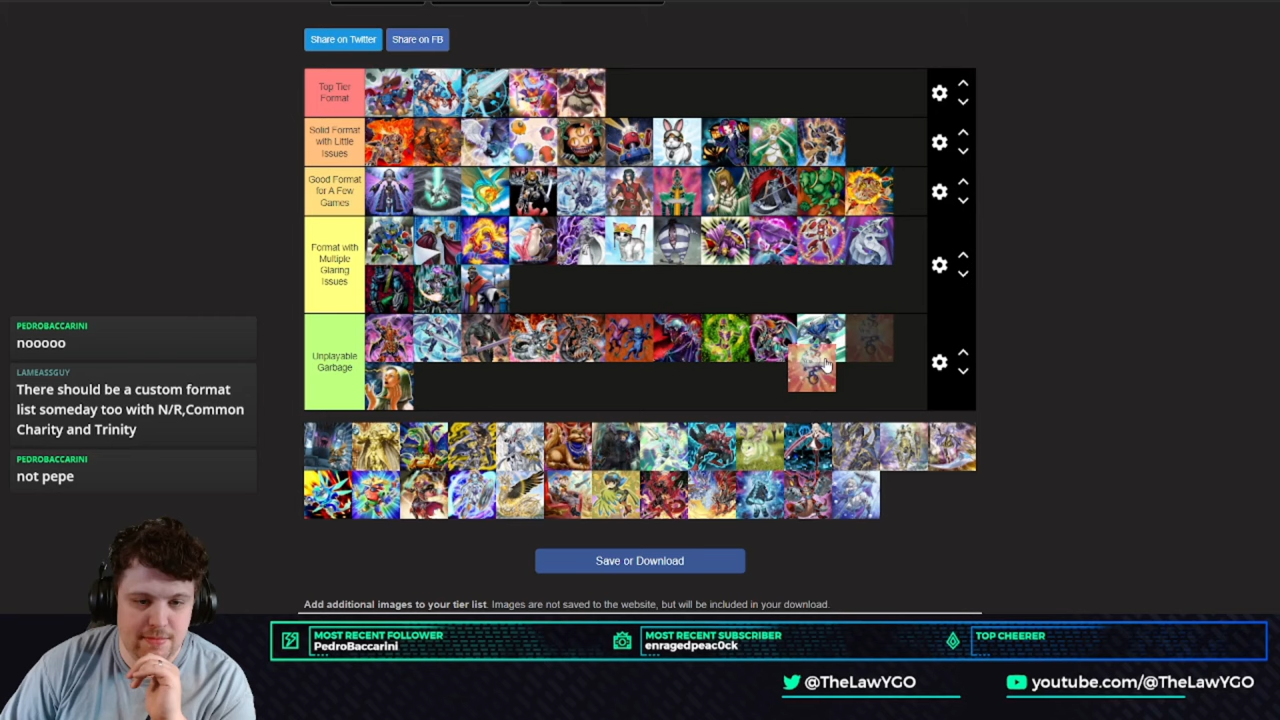 Share on Twitter
Share on FB
Top Tier
Format
Solid Format
with Little
Issues
Good Format
for A Few
Games
Format with
Multiple
Glaring
Issues
Unplayable
Garbage
PEDROBACCARINI
nooooo
LAMEASSGUY
There should be a custom format
list someday too with N/R,Common
Charity and Trinity
PEDROBACCARINI
not pepe
Save or Download
Add additional images to your tier list. Images are not saved to the website, but will be included in your download.
MOST RECENT FOLLOWER
PedroBaccarini
MOST RECENT SUBSCRIBER
enragedpeac0ck
TOP CHEERER
@TheLawYGO
youtube.com/@TheLawYGO